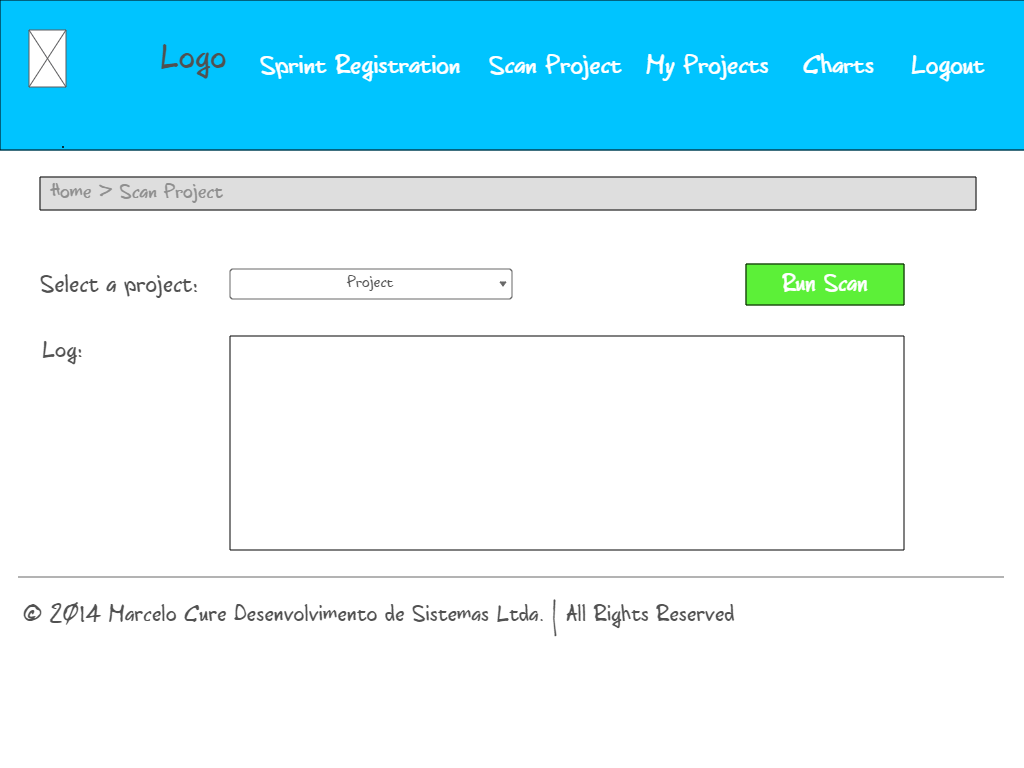 Logo Sprint Registration Scan Project My Projects Charts Logout
Home > Scan Project
Select a project: Project Run Scan
Log:
© 2014 Marcelo Cure Desenvolvimento de Sistemas Ltda. | All Rights Reserved